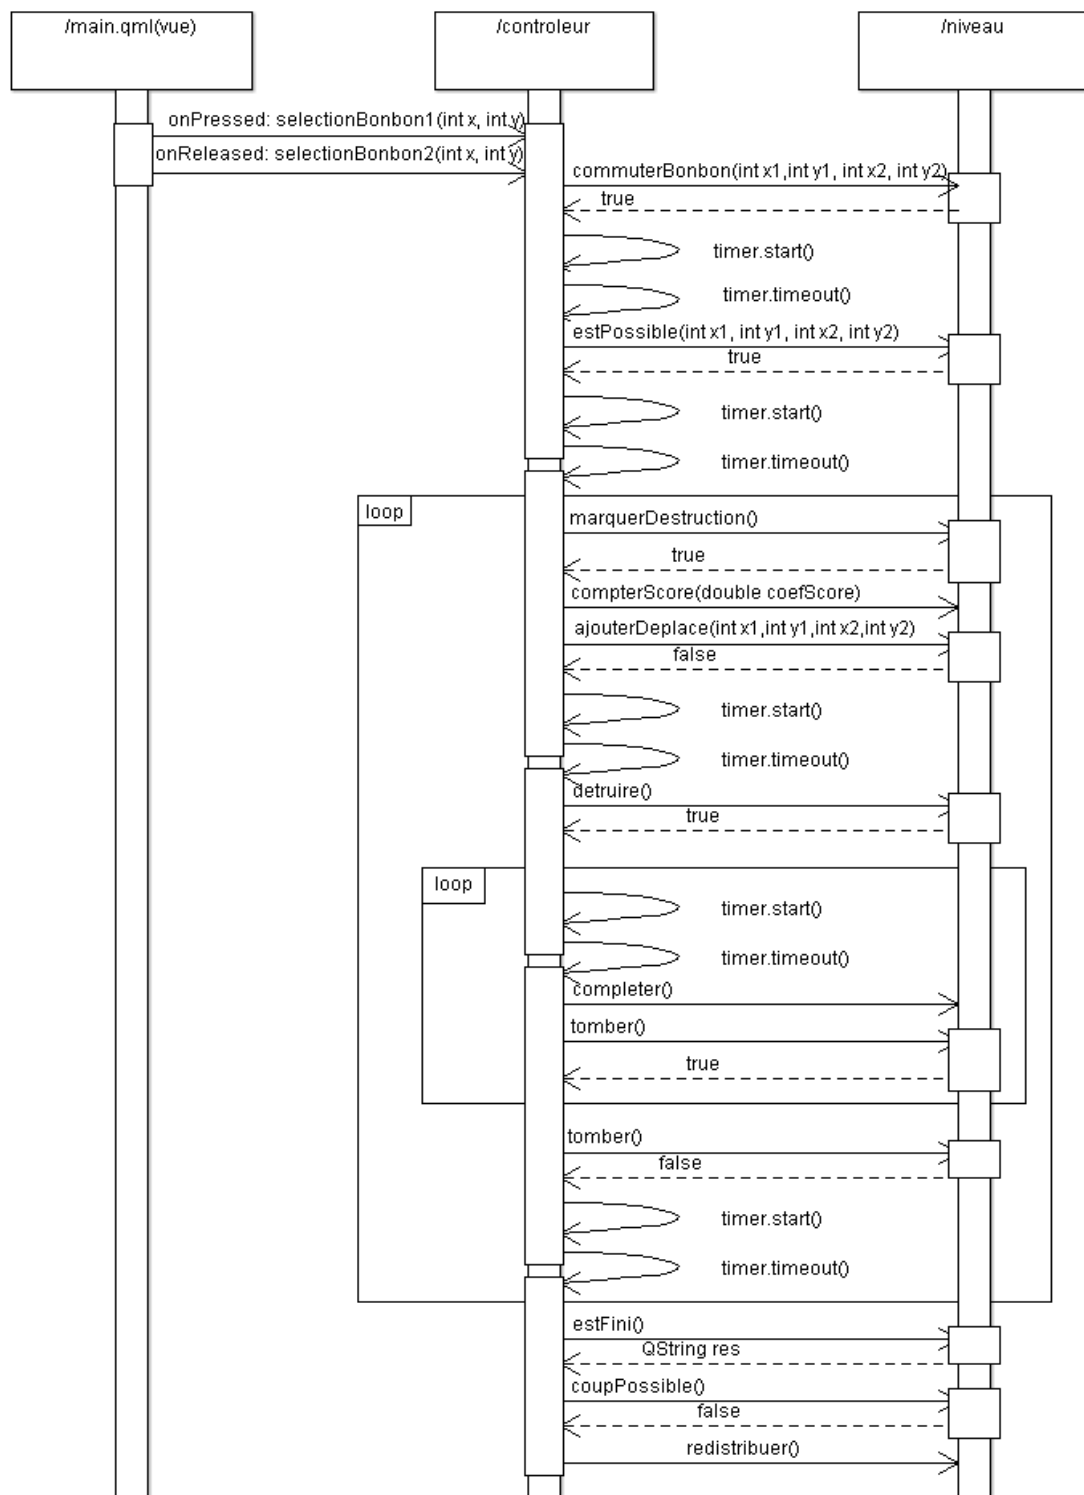 /main.qml(vue)
/controleur
/niveau
onPressed: selectionBonbon1(int x, int y)
onReleased: selectionBonbon2(int x, int y)
commuterBonbon(int x1,int y1, int x2, int y2)
true
timer.start()
timer.timeout()
estPossible(int x1, int y1, int x2, int y2)
true
timer.start()
timer.timeout()
loop
marquerDestruction()
true
compterScore(double coefScore)
ajouterDeplace(int x1,int y1,int x2,int y2)
false
timer.start()
timer.timeout()
detruire()
true
loop
timer.start()
timer.timeout()
completer()
tomber()
true
tomber()
false
timer.start()
timer.timeout()
estFini()
QString res
coupPossible()
false
redistribuer()